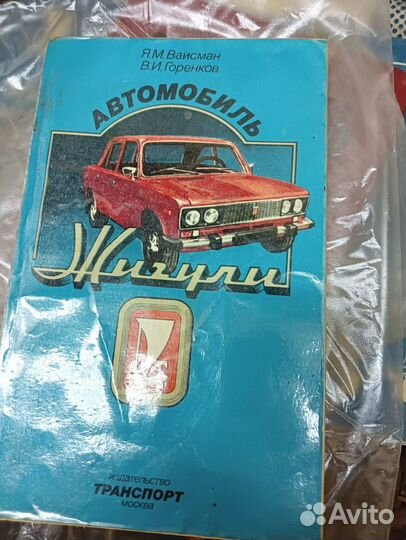 Я.М. Вайсман
В.И. Горенков
АВТОМОБИЛЬ
Жигули
издательство
ТРАНСПОРТ
москва
Avito